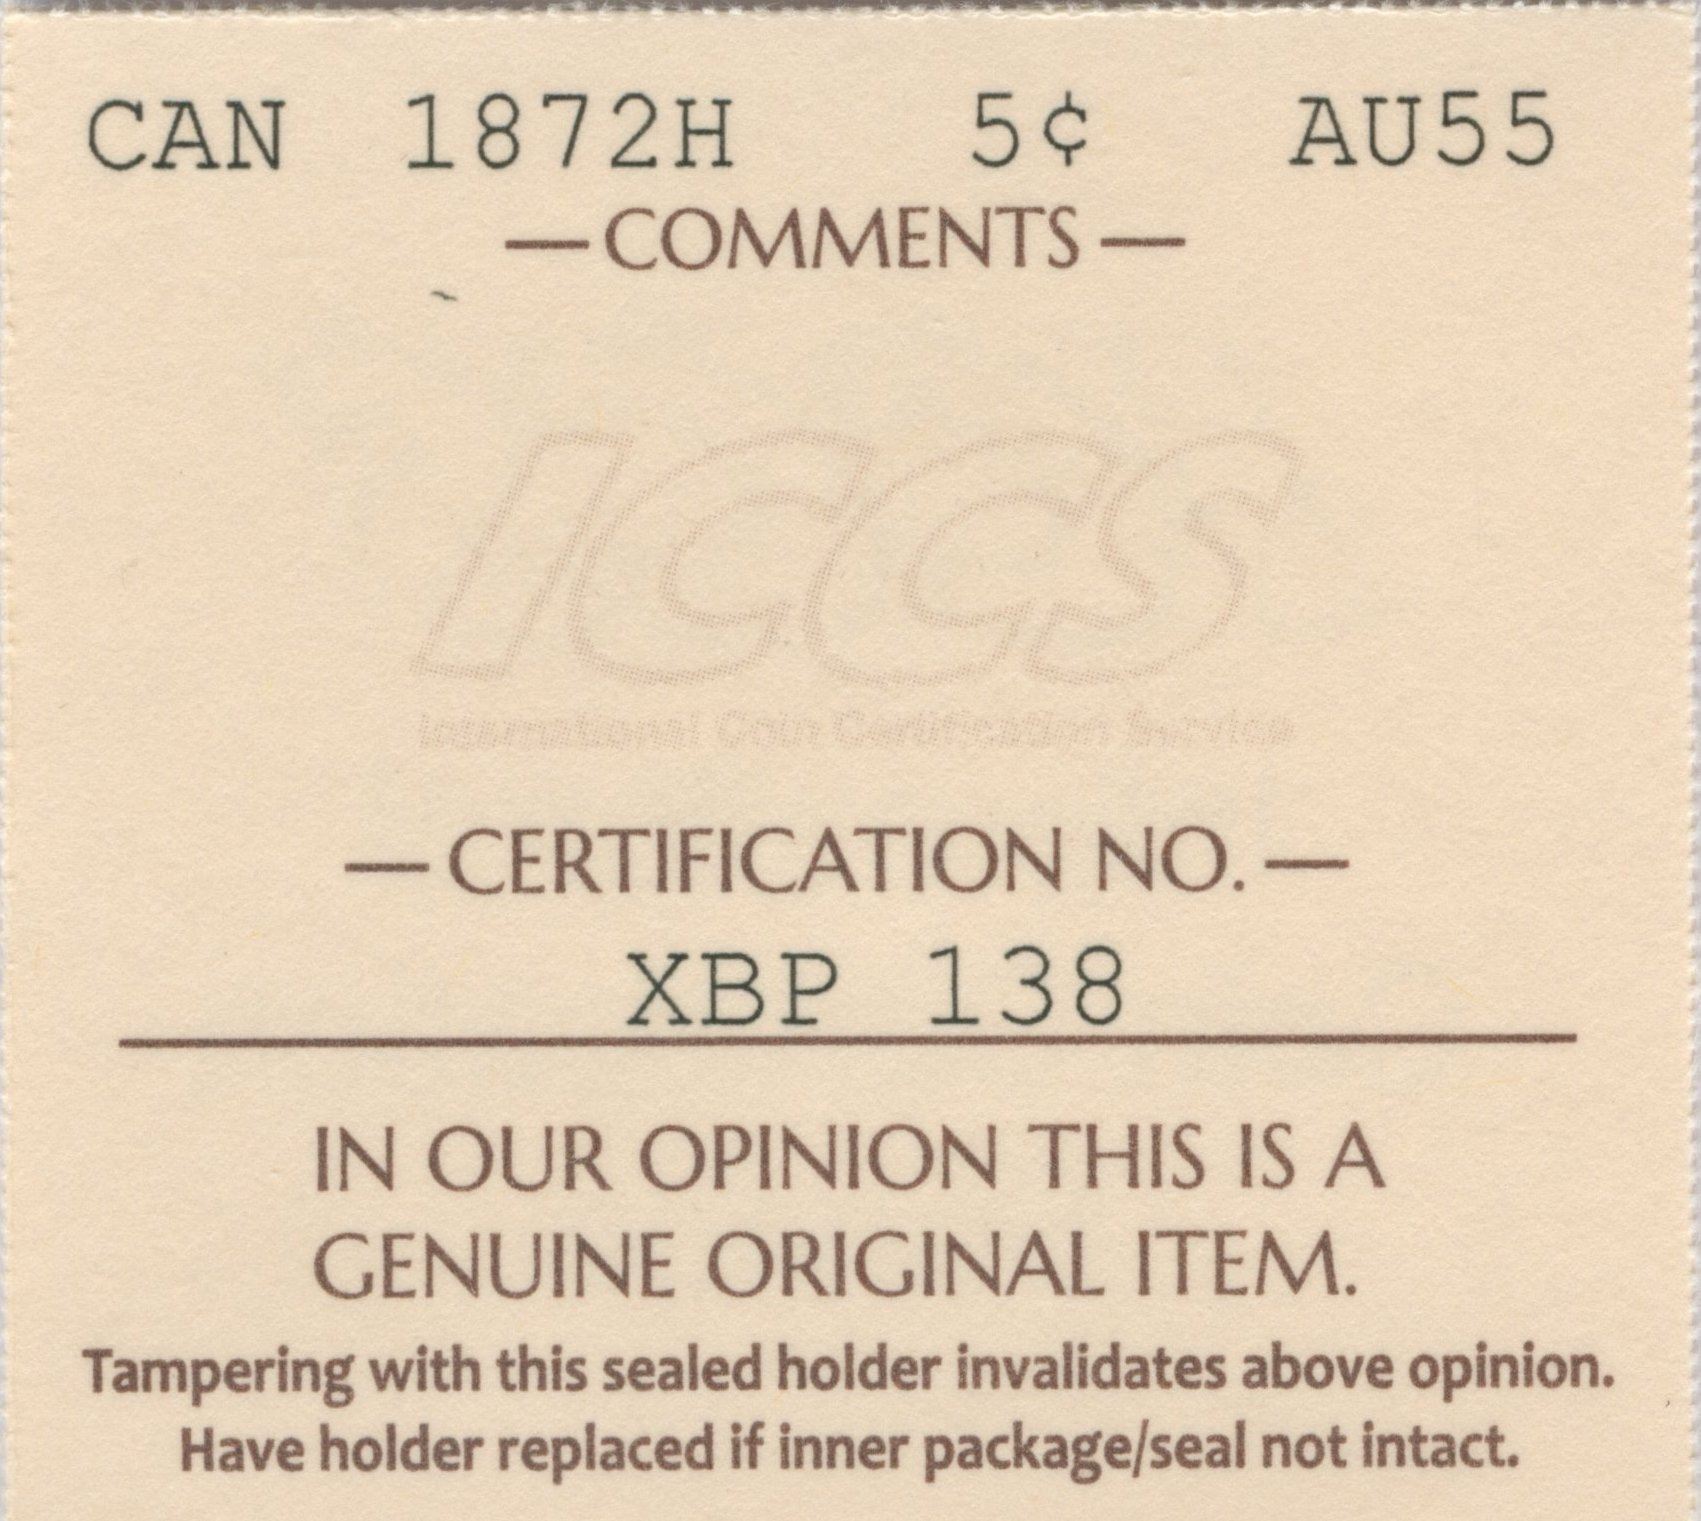 CAN 1872H 5¢ AU55
— COMMENTS —
ICCS
International Coin Certification Service
— CERTIFICATION NO. —
XBP 138
IN OUR OPINION THIS IS A
GENUINE ORIGINAL ITEM.
Tampering with this sealed holder invalidates above opinion.
Have holder replaced if inner package/seal not intact.